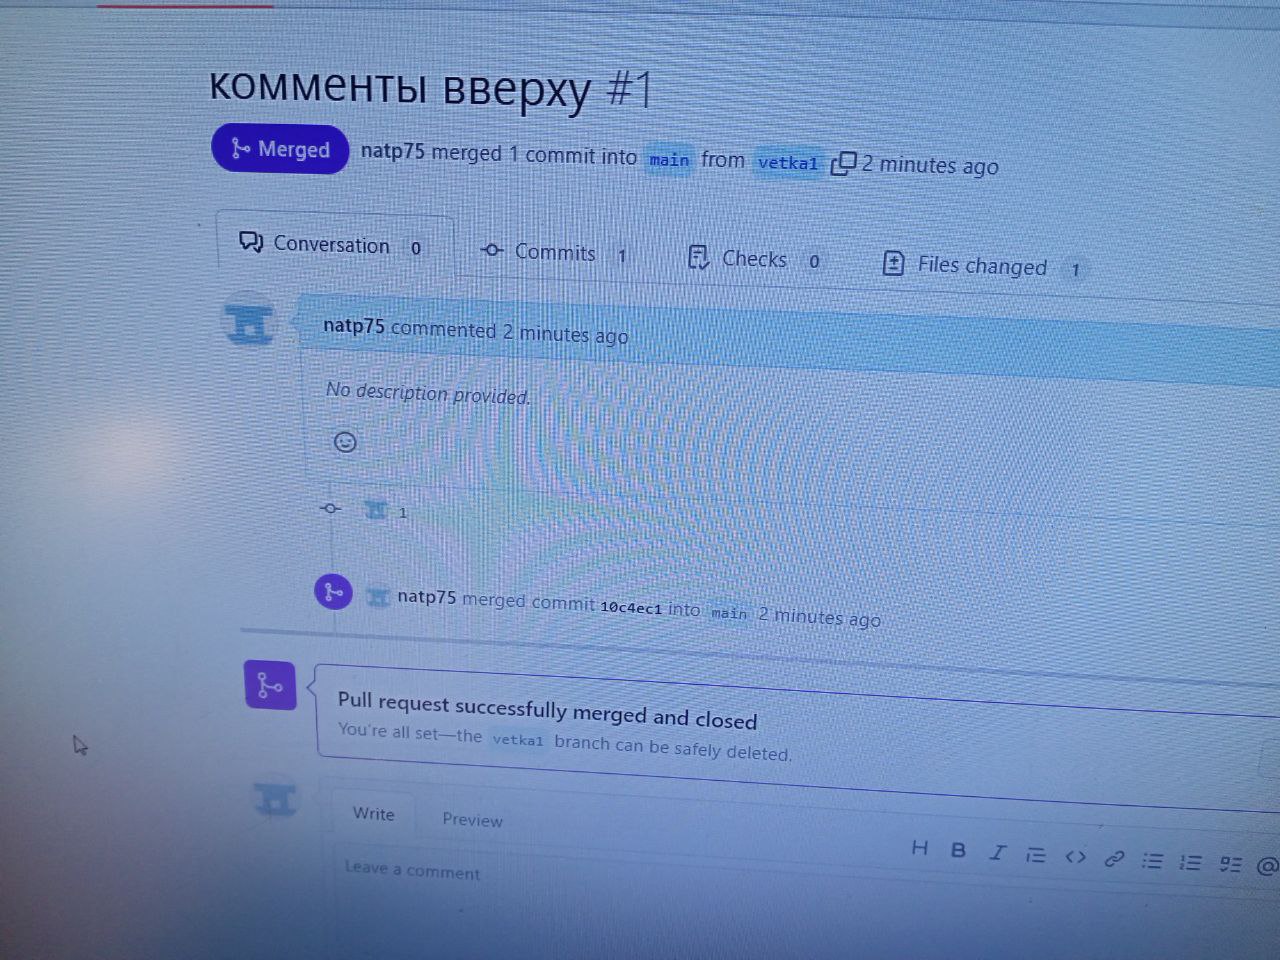 комменты вверху #1
Merged natp75 merged 1 commit into main from vetka1 2 minutes ago
Conversation 0 Commits 1 Checks 0 Files changed 1
natp75 commented 2 minutes ago
No description provided.
1
natp75 merged commit 10c4ec1 into main 2 minutes ago
Pull request successfully merged and closed
You're all set—the vetka1 branch can be safely deleted.
Write Preview
H B I <> @
Leave a comment